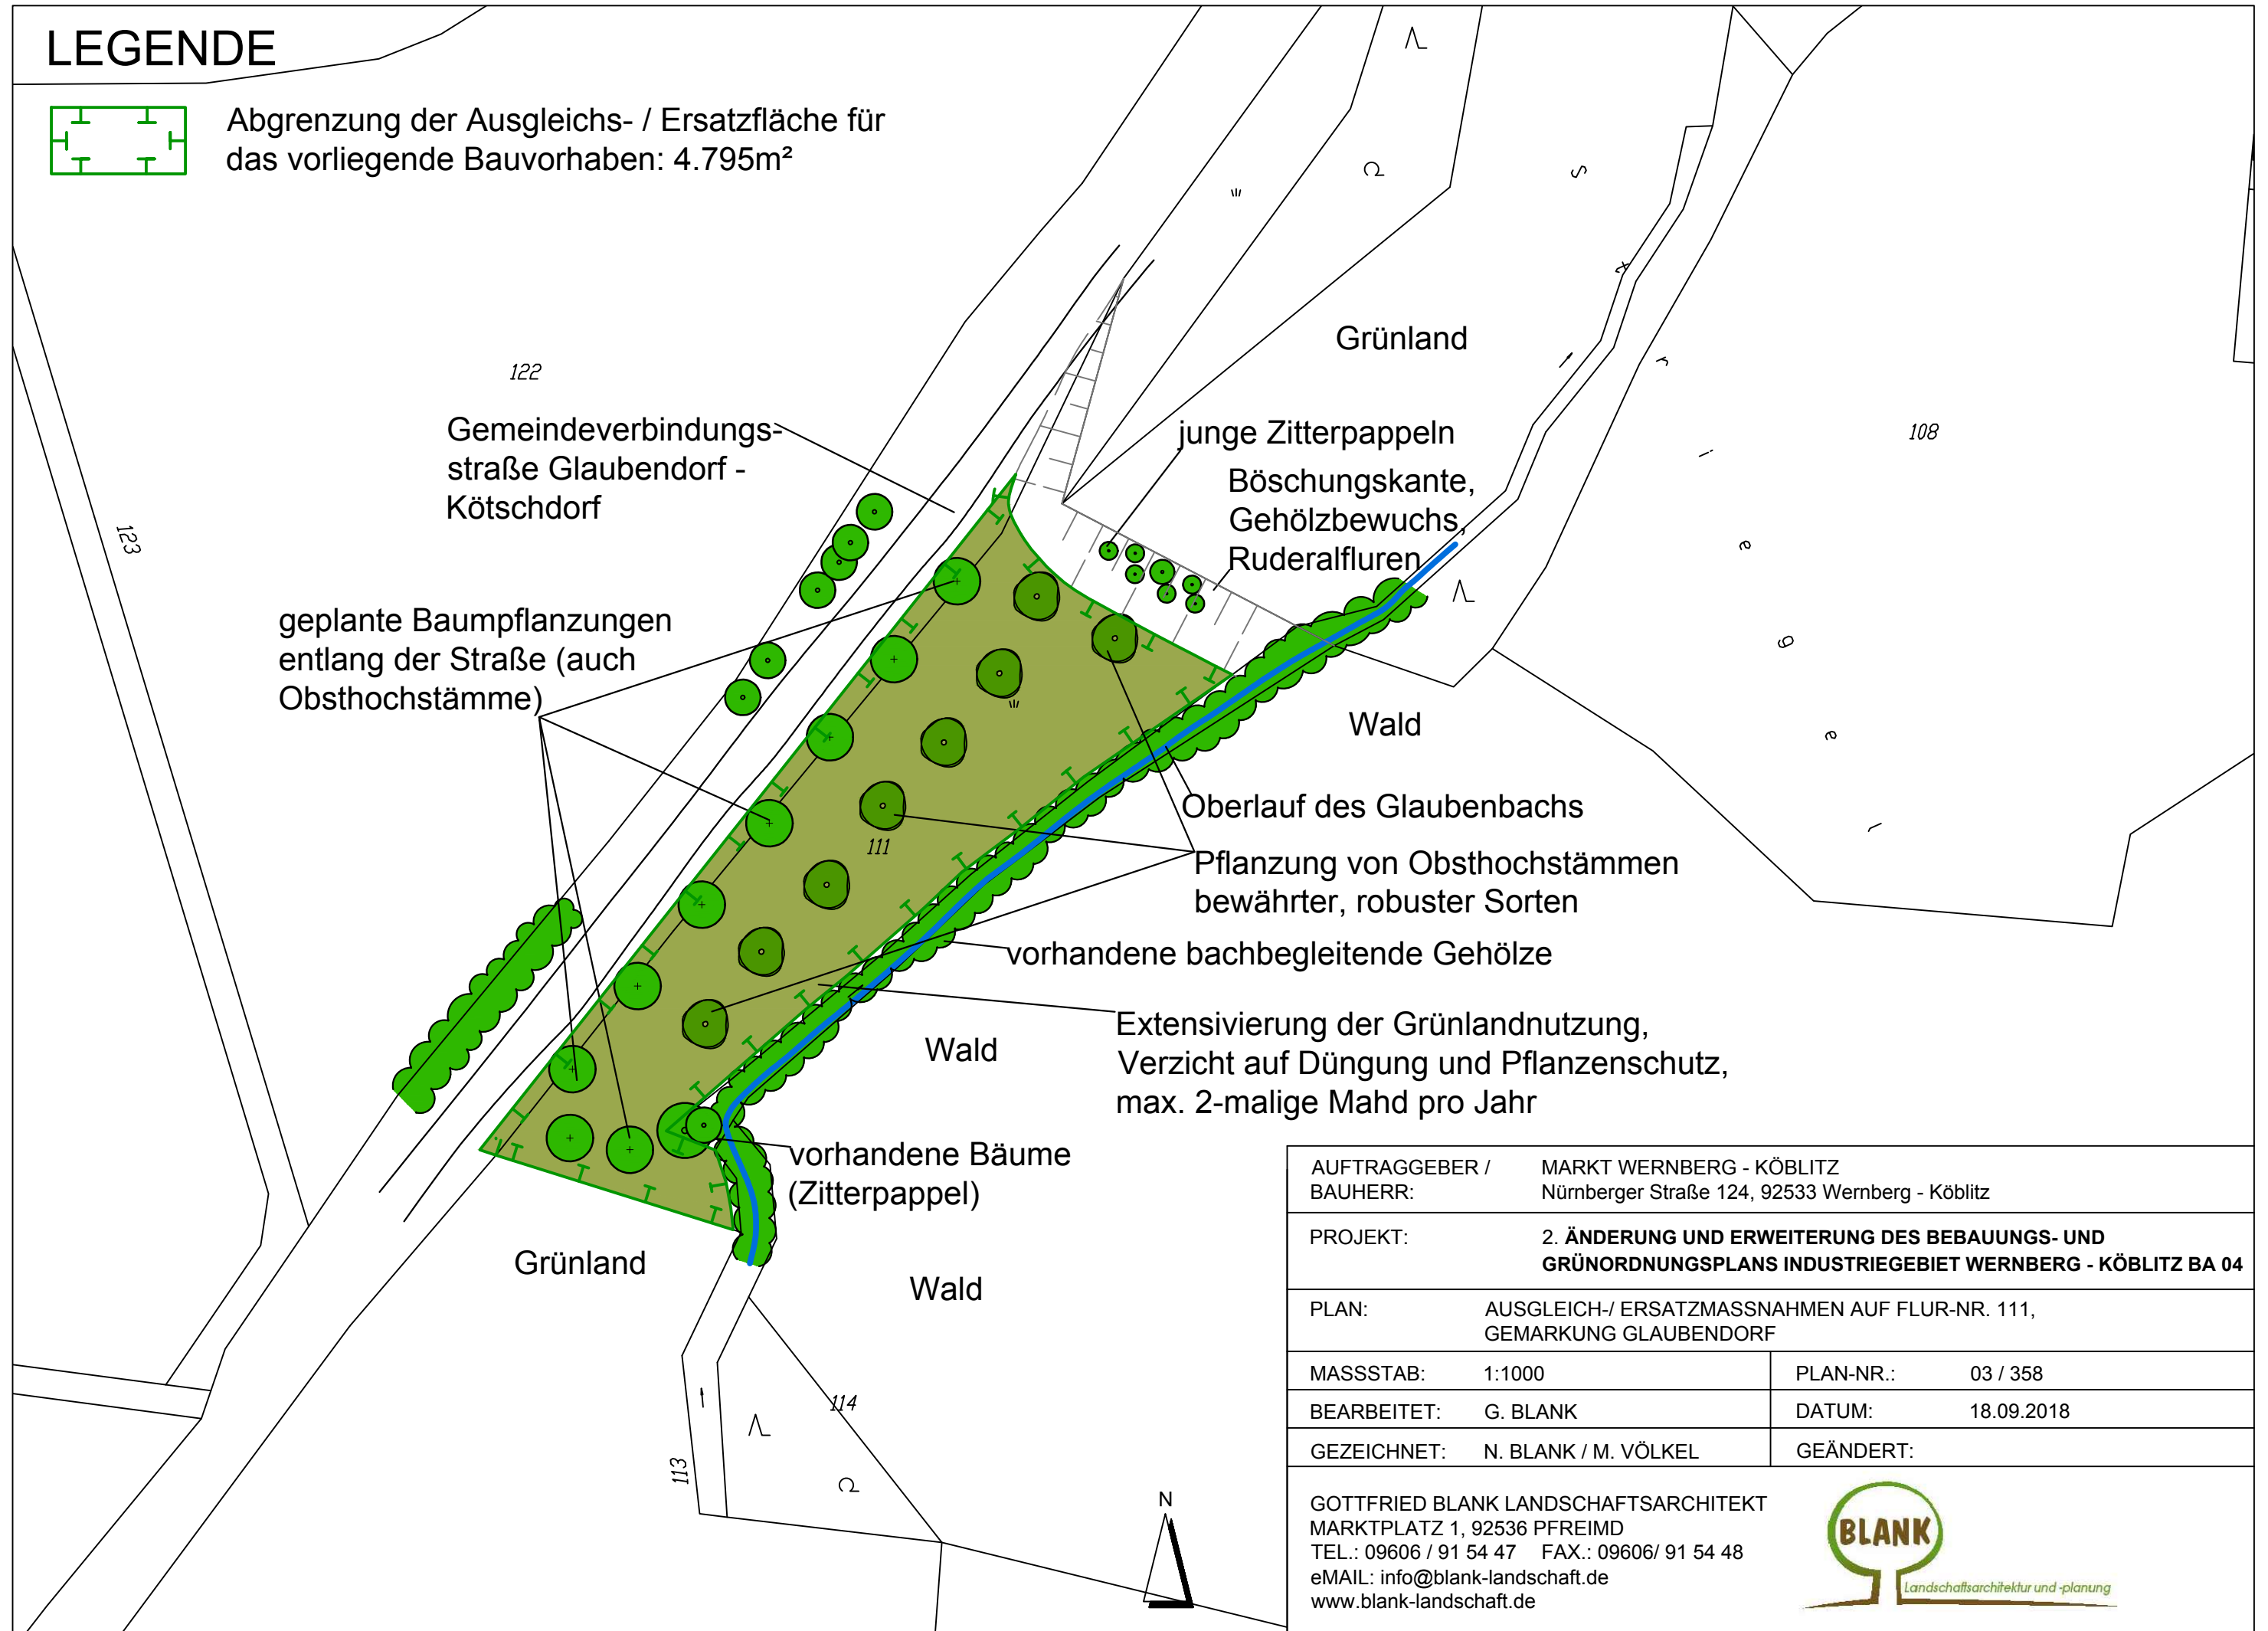 LEGENDE
Abgrenzung der Ausgleichs- / Ersatzfläche für
das vorliegende Bauvorhaben: 4.795m²
Grünland
122
Gemeindeverbindungs-
straße Glaubendorf -
Kötschdorf
junge Zitterpappeln
108
Böschungskante,
Gehölzbewuchs,
Ruderalfluren
123
S t r i e g e l
geplante Baumpflanzungen
entlang der Straße (auch
Obsthochstämme)
Wald
Oberlauf des Glaubenbachs
111
Pflanzung von Obsthochstämmen
bewährter, robuster Sorten
vorhandene bachbegleitende Gehölze
Extensivierung der Grünlandnutzung,
Verzicht auf Düngung und Pflanzenschutz,
max. 2-malige Mahd pro Jahr
Wald
vorhandene Bäume
(Zitterpappel)
Grünland
Wald
114
113
N
AUFTRAGGEBER / MARKT WERNBERG - KÖBLITZ
BAUHERR: Nürnberger Straße 124, 92533 Wernberg - Köblitz
PROJEKT: 2. ÄNDERUNG UND ERWEITERUNG DES BEBAUUNGS- UND
GRÜNORDNUNGSPLANS INDUSTRIEGEBIET WERNBERG - KÖBLITZ BA 04
PLAN: AUSGLEICH-/ ERSATZMASSNAHMEN AUF FLUR-NR. 111,
GEMARKUNG GLAUBENDORF
MASSSTAB: 1:1000 PLAN-NR.: 03 / 358
BEARBEITET: G. BLANK DATUM: 18.09.2018
GEZEICHNET: N. BLANK / M. VÖLKEL GEÄNDERT:
GOTTFRIED BLANK LANDSCHAFTSARCHITEKT
MARKTPLATZ 1, 92536 PFREIMD
TEL.: 09606 / 91 54 47 FAX.: 09606/ 91 54 48
eMAIL: info@blank-landschaft.de
www.blank-landschaft.de
BLANK
Landschaftsarchitektur und -planung